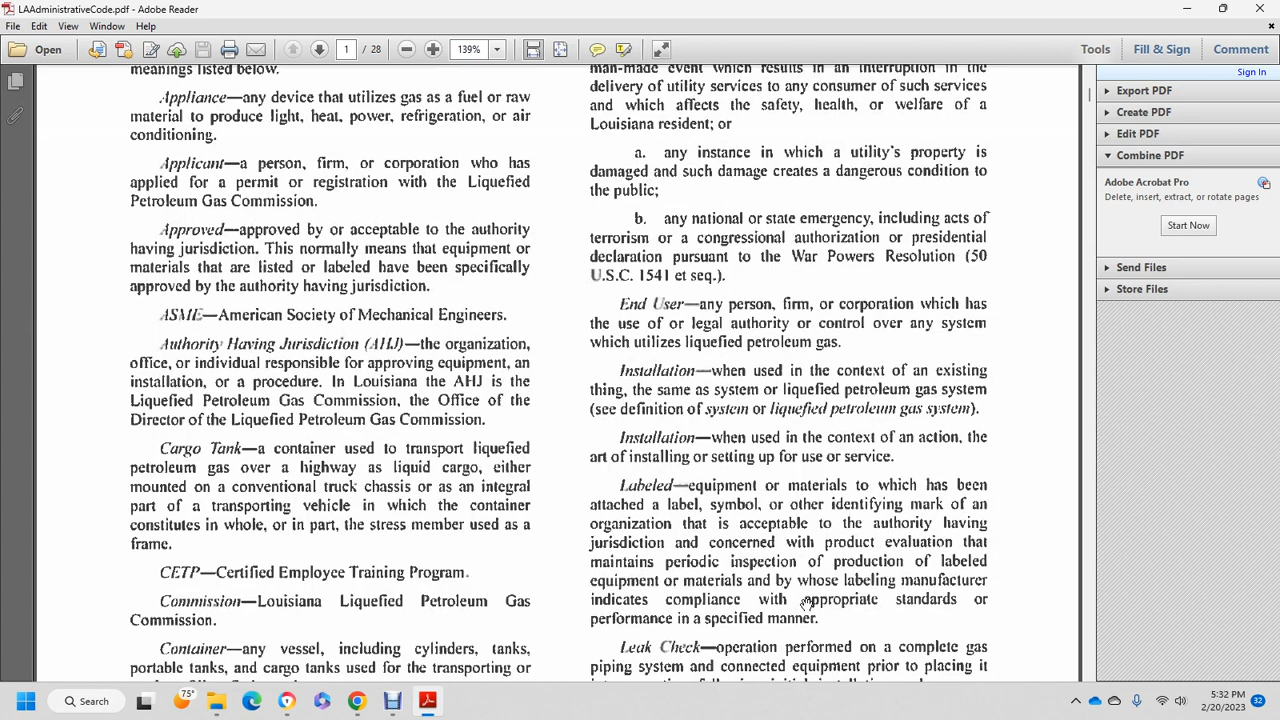 LAAdministrativeCode.pdf - Adobe Reader
File Edit View Window Help
Open 1 / 28 139% Tools Fill & Sign Comment
meanings listed below.
Appliance—any device that utilizes gas as a fuel or raw
material to produce light, heat, power, refrigeration, or air
conditioning.
Applicant—a person, firm, or corporation who has
applied for a permit or registration with the Liquefied
Petroleum Gas Commission.
Approved—approved by or acceptable to the authority
having jurisdiction. This normally means that equipment or
materials that are listed or labeled have been specifically
approved by the authority having jurisdiction.
ASME—American Society of Mechanical Engineers.
Authority Having Jurisdiction (AHJ)—the organization,
office, or individual responsible for approving equipment, an
installation, or a procedure. In Louisiana the AHJ is the
Liquefied Petroleum Gas Commission, the Office of the
Director of the Liquefied Petroleum Gas Commission.
Cargo Tank—a container used to transport liquefied
petroleum gas over a highway as liquid cargo, either
mounted on a conventional truck chassis or as an integral
part of a transporting vehicle in which the container
constitutes in whole, or in part, the stress member used as a
frame.
CETP—Certified Employee Training Program.
Commission—Louisiana Liquefied Petroleum Gas
Commission.
Container—any vessel, including cylinders, tanks,
portable tanks, and cargo tanks used for the transporting or
man-made event which results in an interruption in the
delivery of utility services to any consumer of such services
and which affects the safety, health, or welfare of a
Louisiana resident; or
a. any instance in which a utility's property is
damaged and such damage creates a dangerous condition to
the public;
b. any national or state emergency, including acts of
terrorism or a congressional authorization or presidential
declaration pursuant to the War Powers Resolution (50
U.S.C. 1541 et seq.).
End User—any person, firm, or corporation which has
the use of or legal authority or control over any system
which utilizes liquefied petroleum gas.
Installation—when used in the context of an existing
thing, the same as system or liquefied petroleum gas system
(see definition of system or liquefied petroleum gas system).
Installation—when used in the context of an action, the
art of installing or setting up for use or service.
Labeled—equipment or materials to which has been
attached a label, symbol, or other identifying mark of an
organization that is acceptable to the authority having
jurisdiction and concerned with product evaluation that
maintains periodic inspection of production of labeled
equipment or materials and by whose labeling manufacturer
indicates compliance with appropriate standards or
performance in a specified manner.
Leak Check—operation performed on a complete gas
piping system and connected equipment prior to placing it
Sign In
Export PDF
Create PDF
Edit PDF
Combine PDF
Adobe Acrobat Pro
Delete, insert, extract, or rotate pages
Start Now
Send Files
Store Files
Search
75°
5:32 PM
2/20/2023
32